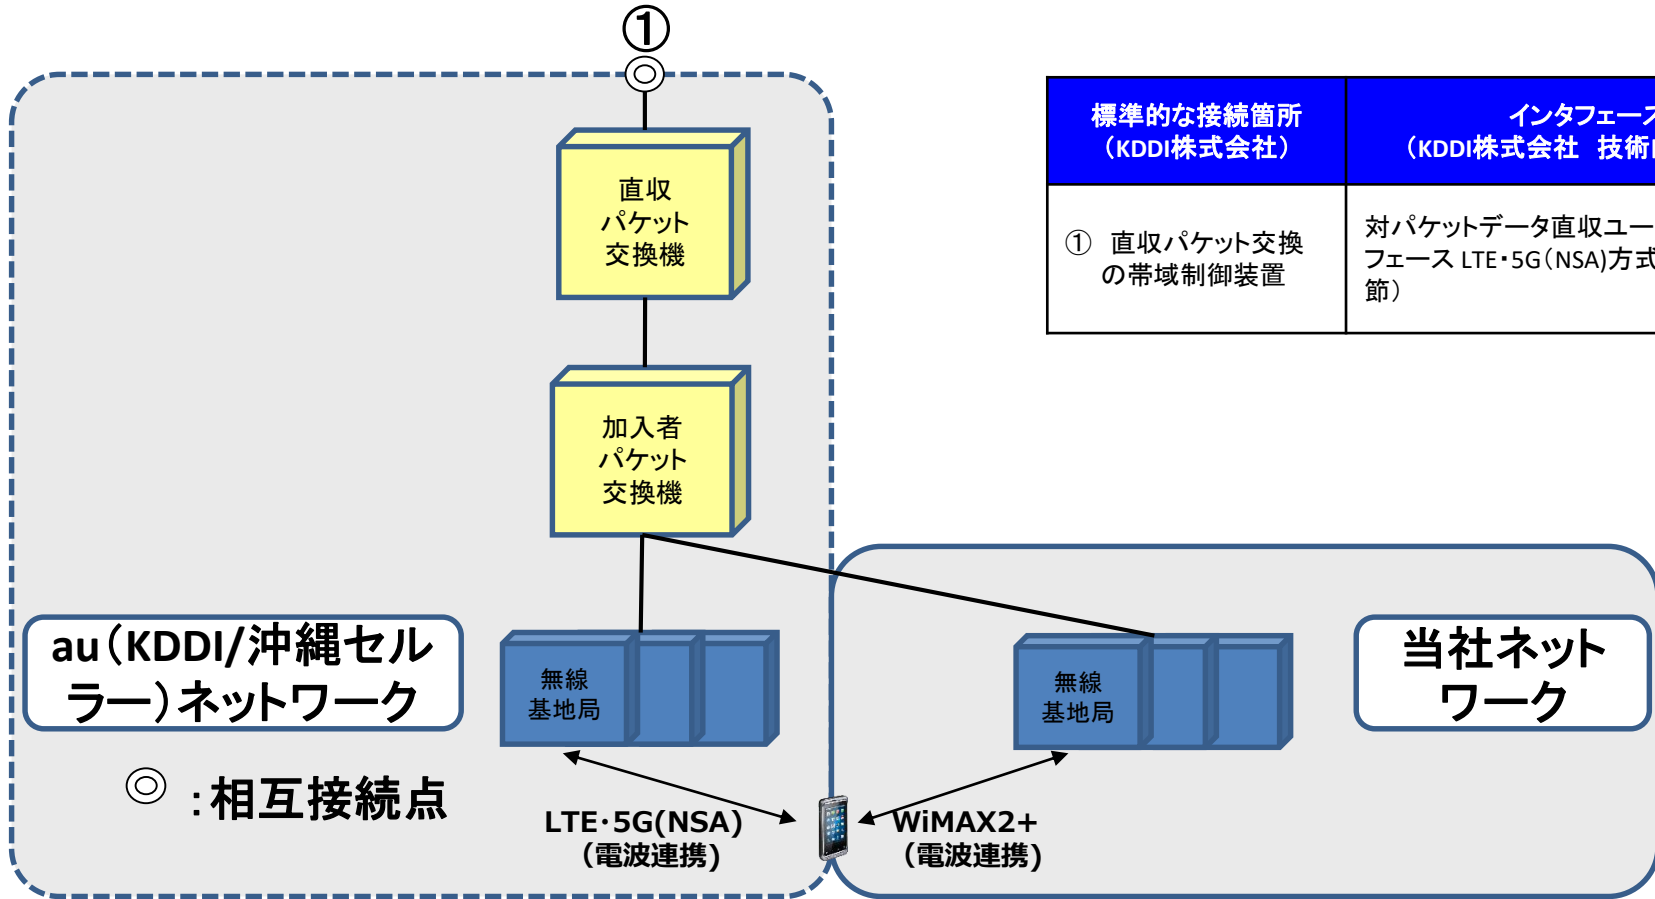 ①
標準的な接続箇所
（KDDI株式会社）
インタフェース
（KDDI株式会社　技術
① 直収パケット交換
の帯域制御装置
対パケットデータ直収ユー
フェース LTE・5G（NSA)方式
節）
直収
パケット
交換機
加入者
パケット
交換機
au（KDDI/沖縄セル
ラー）ネットワーク
無線
基地局
無線
基地局
当社ネット
ワーク
◎ ：相互接続点
LTE・5G(NSA)
（電波連携)
WiMAX2+
（電波連携)